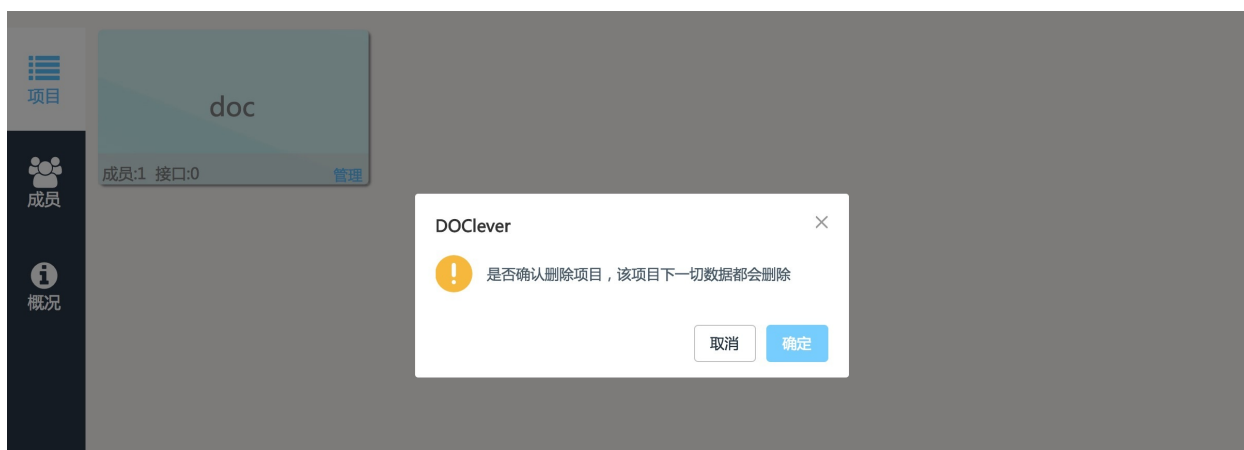 项目
doc
成员:1 接口:0
管理
成员
概况
DOClever
是否确认删除项目，该项目下一切数据都会删除
取消
确定